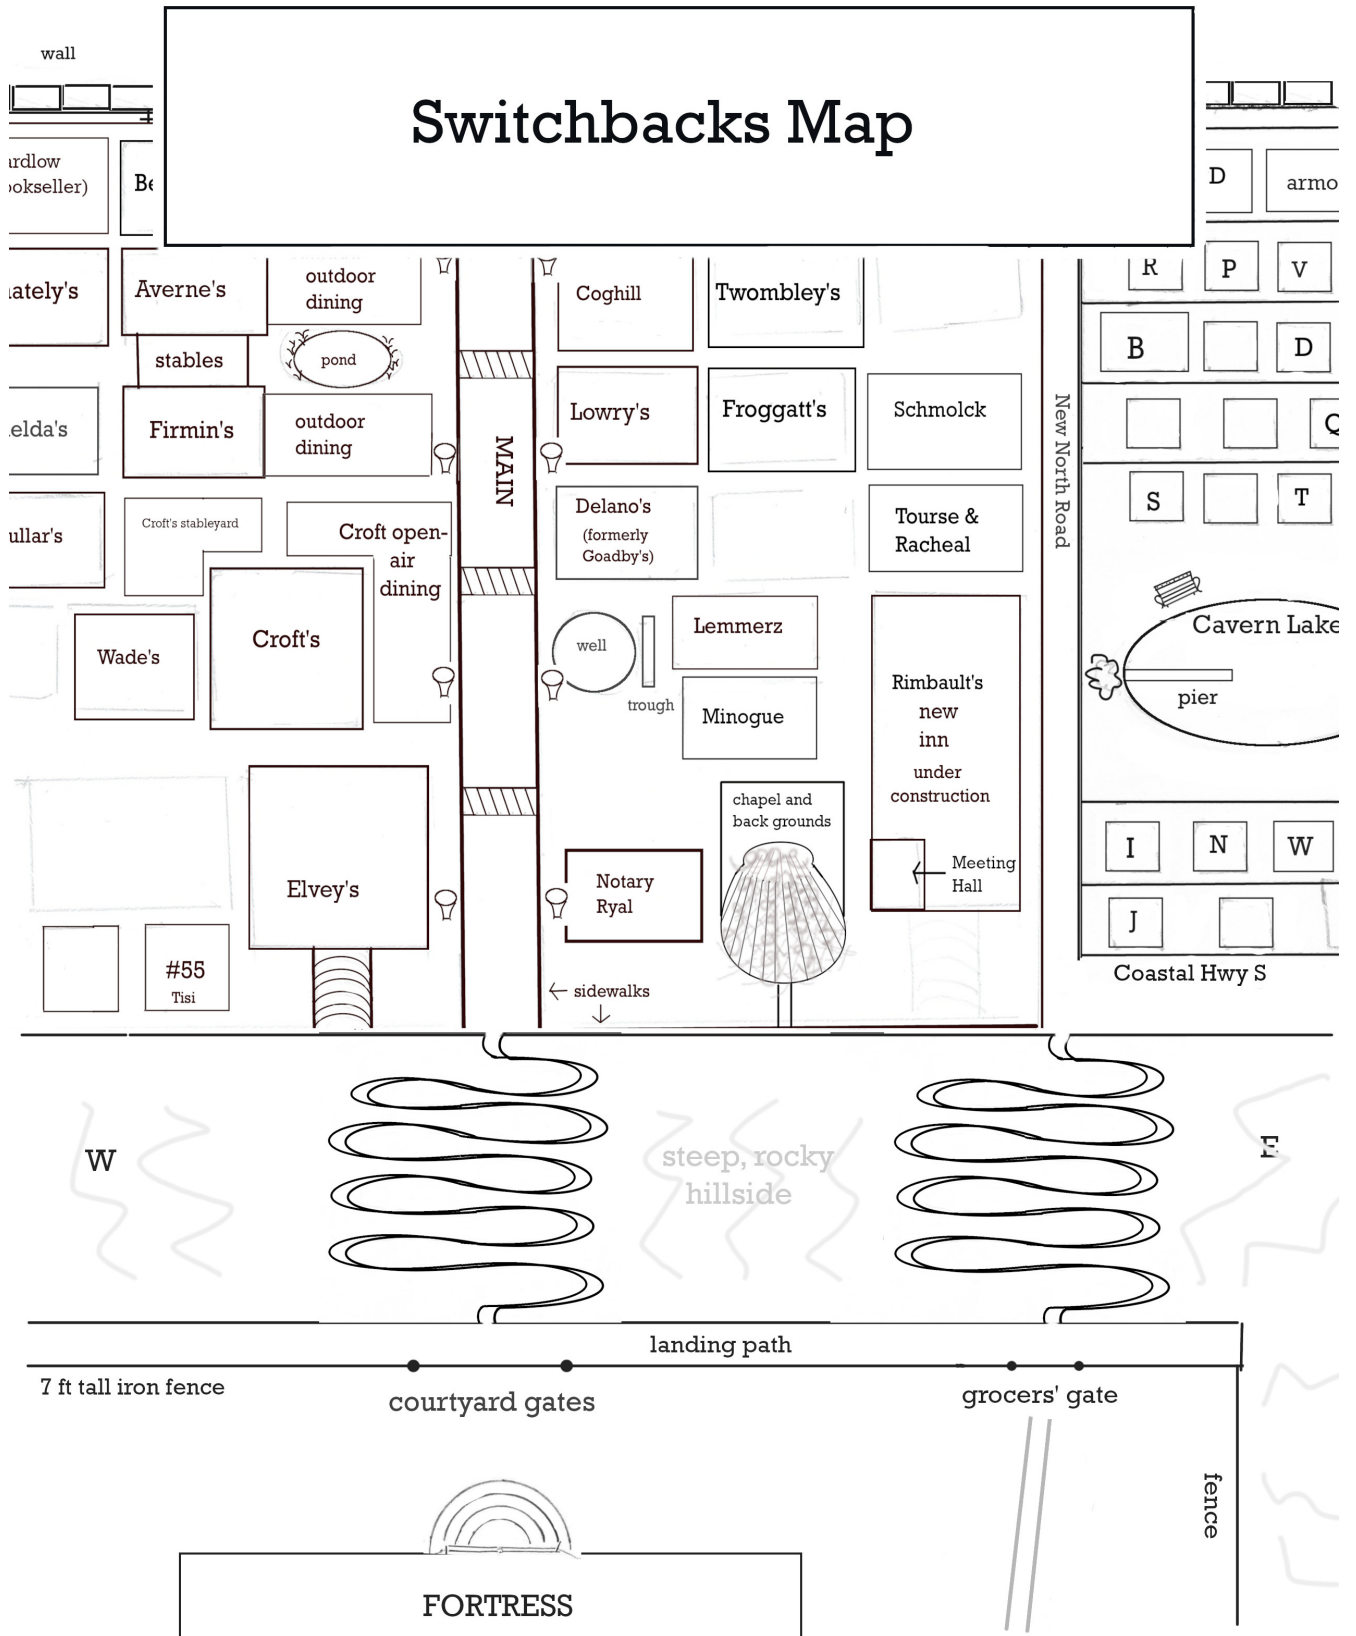 wall
Switchbacks Map
ardlow
ookseller)
Be
D
armo
ately's
Averne's
outdoor
dining
Coghill
Twombley's
R
P
V
stables
pond
B
D
elda's
Firmin's
outdoor
dining
MAIN
Lowry's
Froggatt's
Schmolck
New North Road
Q
ullar's
Croft's stableyard
Croft open-
air
dining
Delano's
(formerly
Goadby's)
Tourse &
Racheal
S
T
Wade's
Croft's
well
trough
Lemmerz
Minogue
Rimbault's
new
inn
under
construction
Cavern Lake
pier
Elvey's
chapel and
back grounds
Notary
Ryal
Meeting
Hall
I
N
W
J
#55
Tisi
sidewalks
Coastal Hwy S
W
steep, rocky
hillside
E
landing path
7 ft tall iron fence
courtyard gates
grocers' gate
fence
FORTRESS